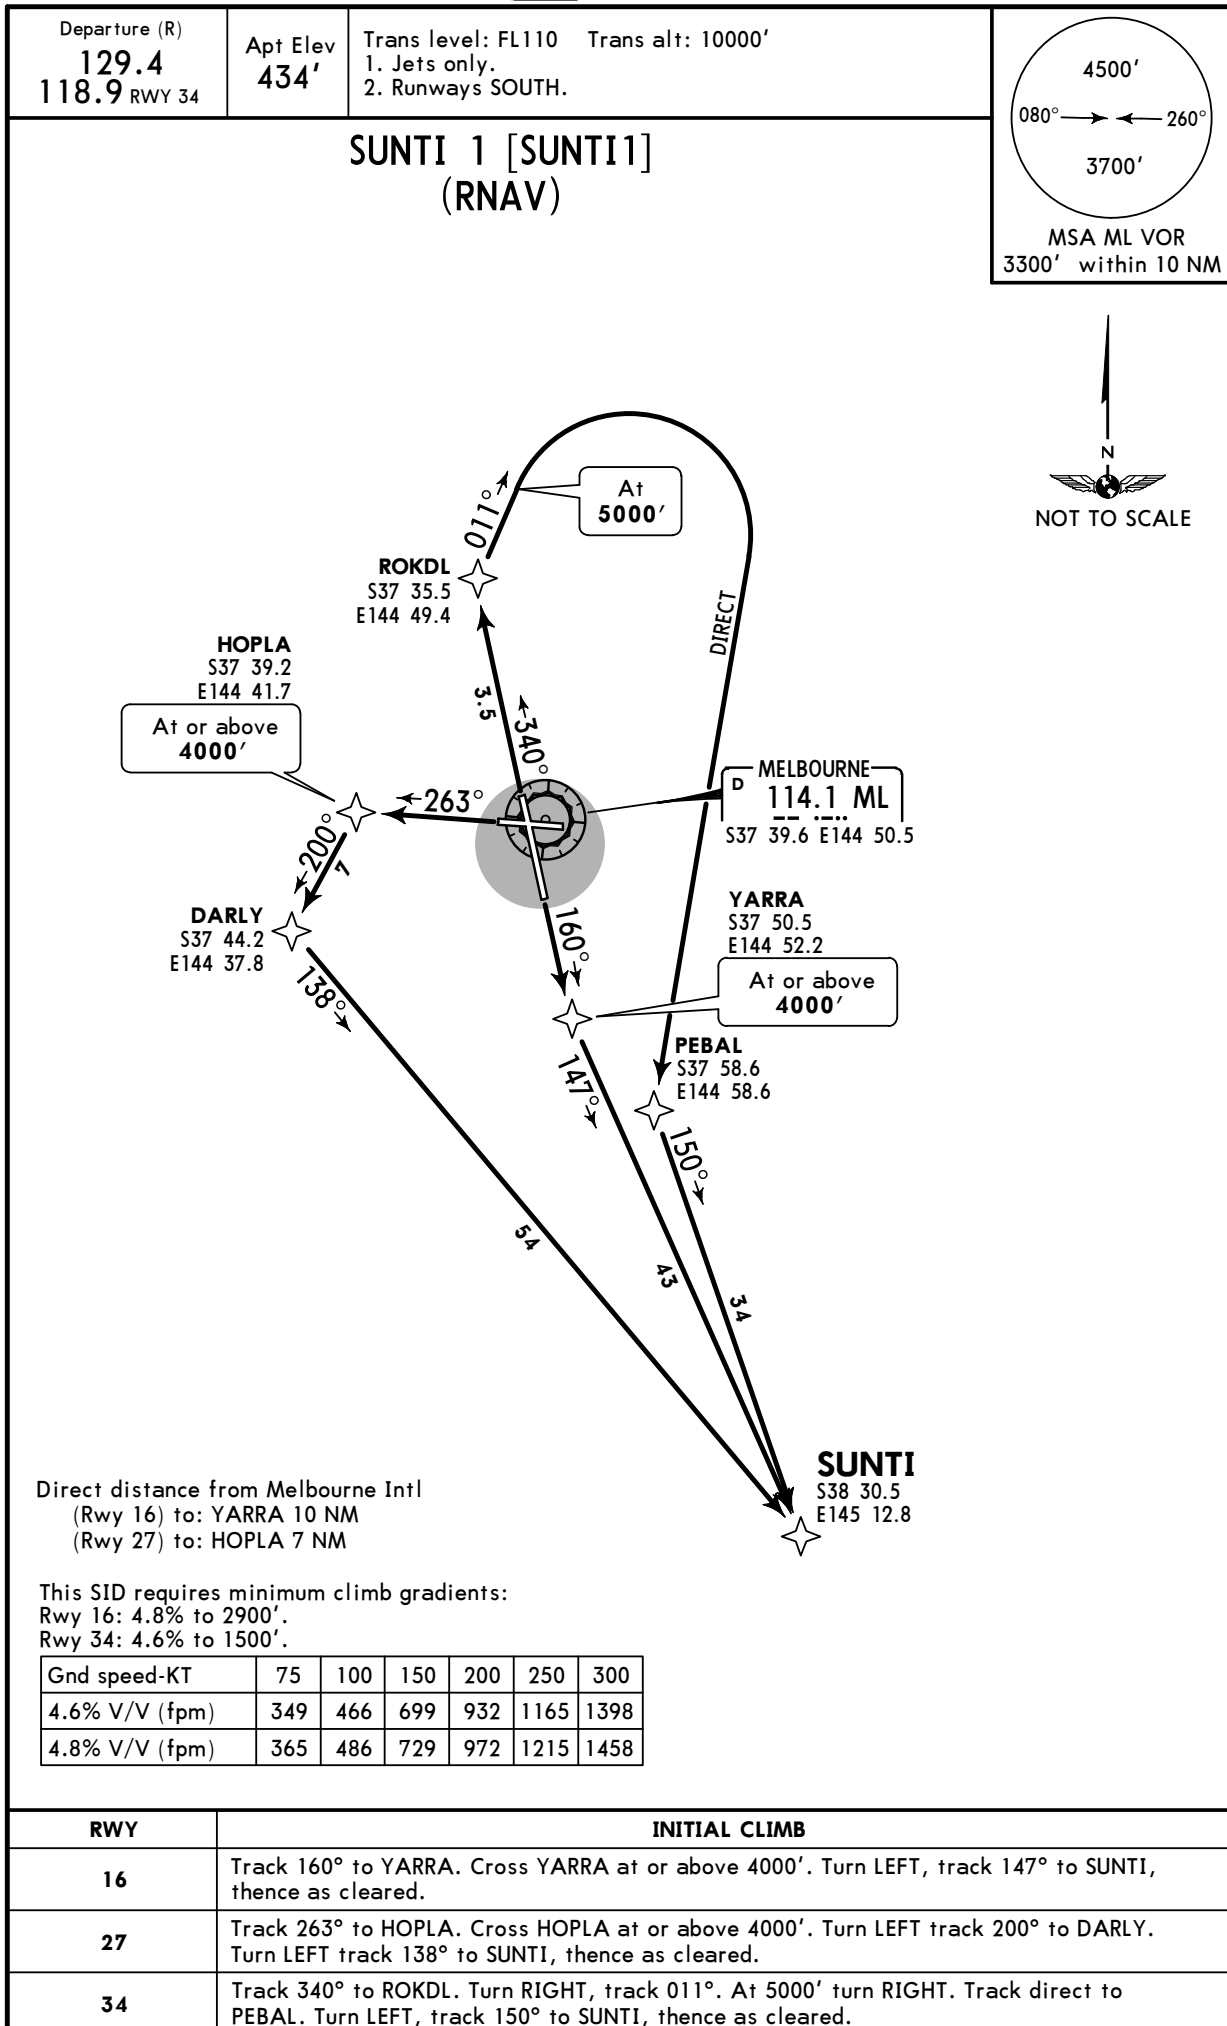 Departure (R)
129.4
118.9 RWY 34
Apt Elev
434'
Trans level: FL110 Trans alt: 10000'
1. Jets only.
2. Runways SOUTH.
4500'
080° 260°
3700'
MSA ML VOR
3300' within 10 NM
SUNTI 1 [SUNTI1]
(RNAV)
N
NOT TO SCALE
At
5000'
011°
ROKDL
S37 35.5
E144 49.4
DIRECT
HOPLA
S37 39.2
E144 41.7
At or above
4000'
3.5
340°
263°
MELBOURNE
D 114.1 ML
S37 39.6 E144 50.5
200°
7
DARLY
S37 44.2
E144 37.8
138°
160°
YARRA
S37 50.5
E144 52.2
At or above
4000'
147°
PEBAL
S37 58.6
E144 58.6
150°
54
43
34
SUNTI
S38 30.5
E145 12.8
Direct distance from Melbourne Intl
(Rwy 16) to: YARRA 10 NM
(Rwy 27) to: HOPLA 7 NM
This SID requires minimum climb gradients:
Rwy 16: 4.8% to 2900'.
Rwy 34: 4.6% to 1500'.
Gnd speed-KT 75 100 150 200 250 300
4.6% V/V (fpm) 349 466 699 932 1165 1398
4.8% V/V (fpm) 365 486 729 972 1215 1458
RWY INITIAL CLIMB
16 Track 160° to YARRA. Cross YARRA at or above 4000'. Turn LEFT, track 147° to SUNTI,
thence as cleared.
27 Track 263° to HOPLA. Cross HOPLA at or above 4000'. Turn LEFT track 200° to DARLY.
Turn LEFT track 138° to SUNTI, thence as cleared.
34 Track 340° to ROKDL. Turn RIGHT, track 011°. At 5000' turn RIGHT. Track direct to
PEBAL. Turn LEFT, track 150° to SUNTI, thence as cleared.